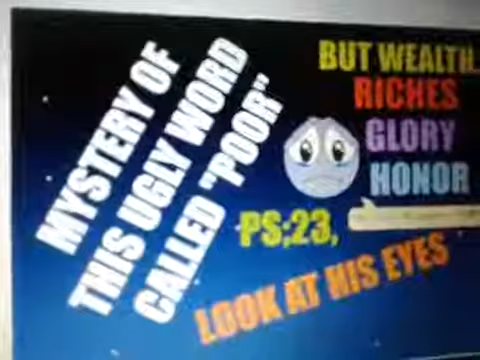 MYSTERY OF
THIS UGLY WORD
CALLED "POOR"
BUT WEALTH
RICHES
GLORY
HONOR
PS;23,
LOOK AT HIS EYES